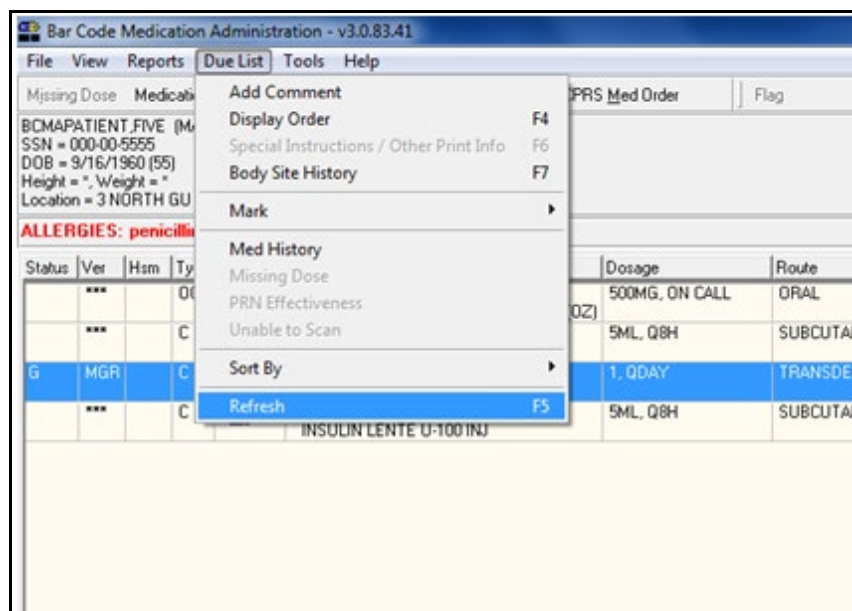 Bar Code Medication Administration - v3.0.83.41
File View Reports Due List Tools Help
Missing Dose CPRS Med Order Flag
BCMAPATIENT,FIVE
SSN = 000-00-5555
DOB = 9/16/1960 (55)
Height = *, Weight = *
Location = 3 NORTH GU
ALLERGIES:
Add Comment
Display Order F4
Special Instructions / Other Print Info F6
Body Site History F7
Mark
Med History
Missing Dose
PRN Effectiveness
Unable to Scan
Sort By
Refresh F5
Status Ver Hsm Dosage Route
*** 500MG, ON CALL ORAL
*** C 5ML, Q8H
G MGR C 1, QDAY
*** C 5ML, Q8H
INSULIN LENTE U-100 INJ